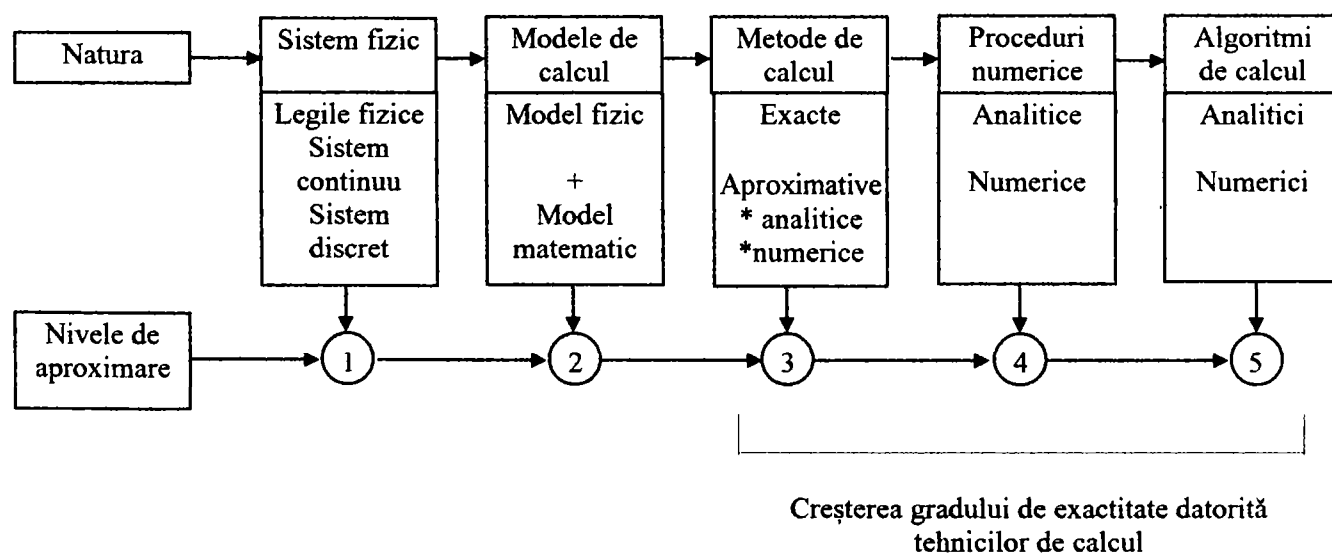 Natura
Sistem fizic
Legile fizice
Sistem
continuu
Sistem
discret
Modele de
calcul
Model fizic
+
Model
matematic
Metode de
calcul
Exacte
Aproximative
* analitice
*numerice
Proceduri
numerice
Analitice
Numerice
Algoritmi
de calcul
Analitici
Numerici
Nivele de
aproximare
1
2
3
4
5
Creșterea gradului de exactitate datorită
tehnicilor de calcul